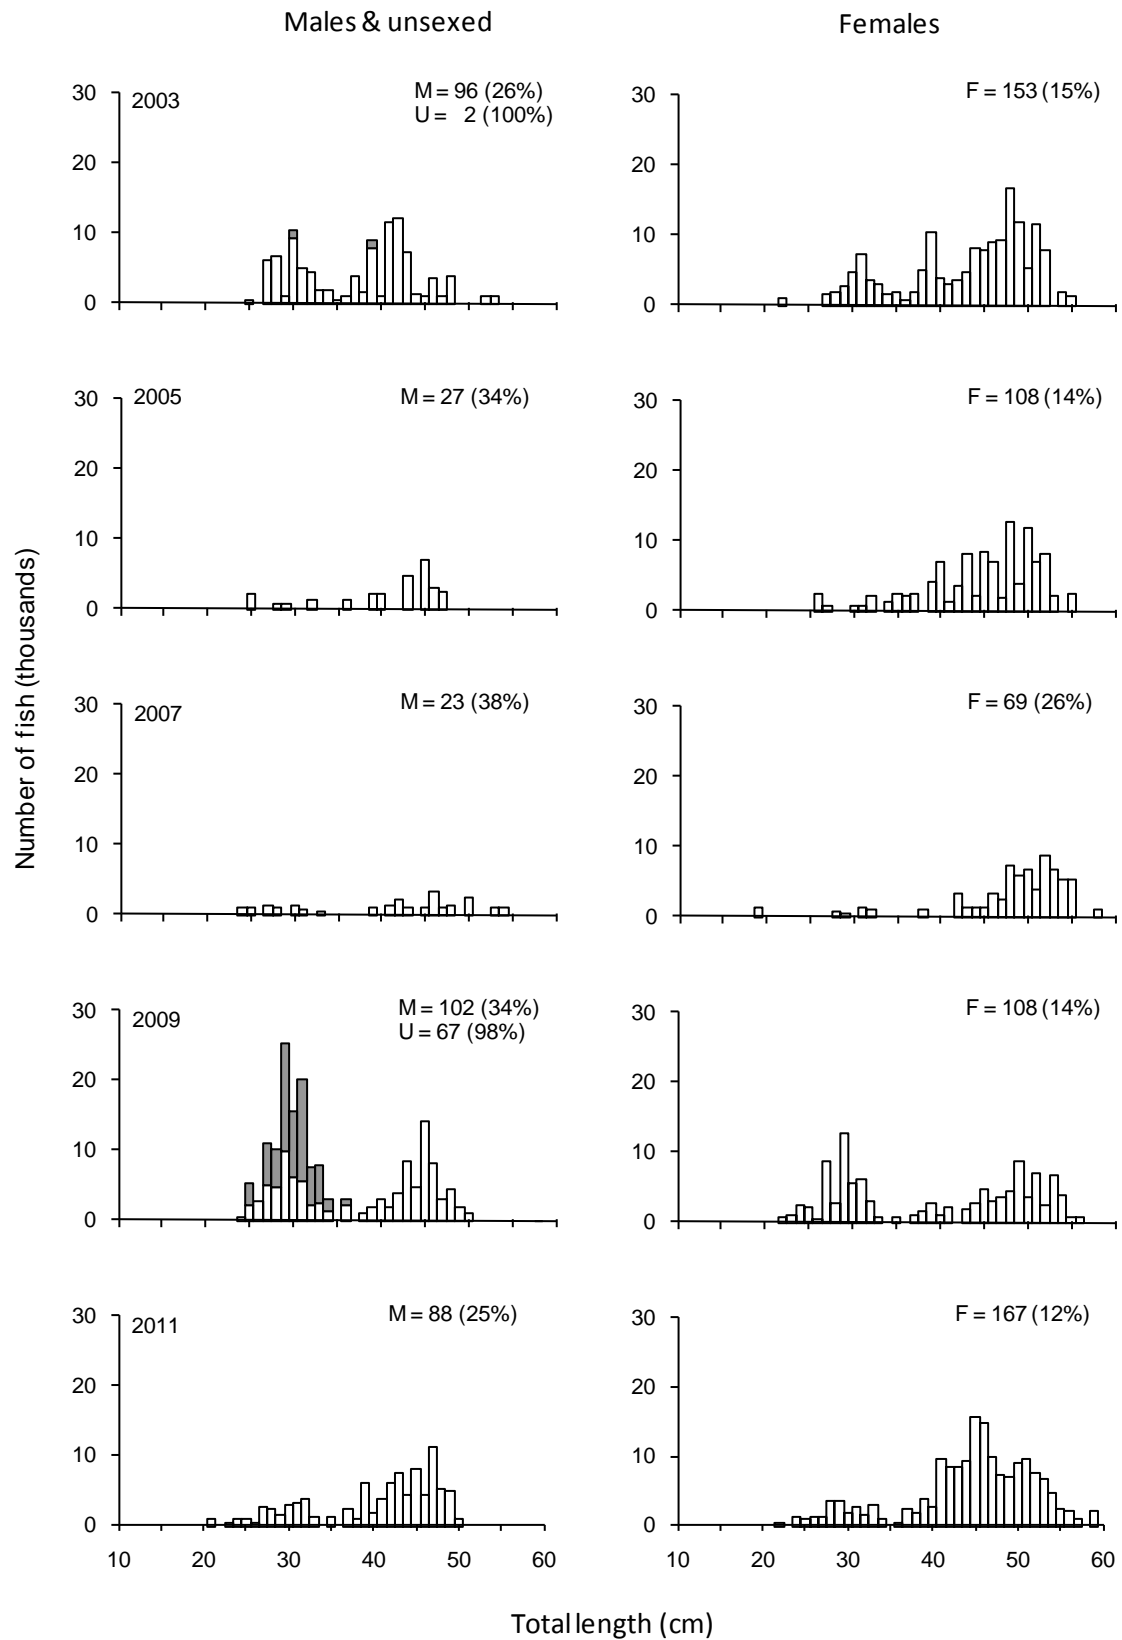 Males & unsexed
Females
30
2003
M = 96 (26%)
U = 2 (100%)
20
10
0
30
F = 153 (15%)
20
10
0
30
2005
M = 27 (34%)
20
10
0
30
F = 108 (14%)
20
10
0
Number of fish (thousands)
30
2007
M = 23 (38%)
20
10
0
30
F = 69 (26%)
20
10
0
30
2009
M = 102 (34%)
U = 67 (98%)
20
10
0
30
F = 108 (14%)
20
10
0
30
2011
M = 88 (25%)
20
10
0
10 20 30 40 50 60
30
F = 167 (12%)
20
10
0
10 20 30 40 50 60
Total length (cm)